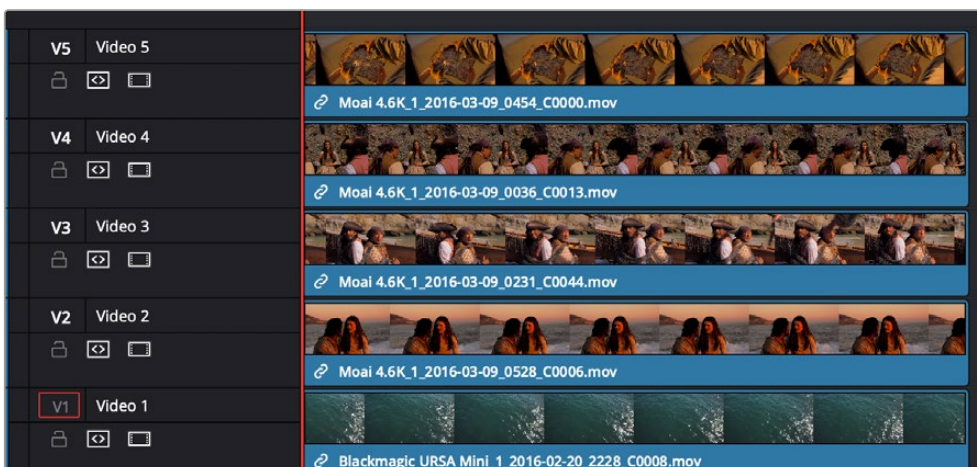 V5 Video 5
Moai 4.6K_1_2016-03-09_0454_C0000.mov
V4 Video 4
Moai 4.6K_1_2016-03-09_0036_C0013.mov
V3 Video 3
Moai 4.6K_1_2016-03-09_0231_C0044.mov
V2 Video 2
Moai 4.6K_1_2016-03-09_0528_C0006.mov
V1 Video 1
Blackmagic URSA Mini_1_2016-02-20_2228_C0008.mov